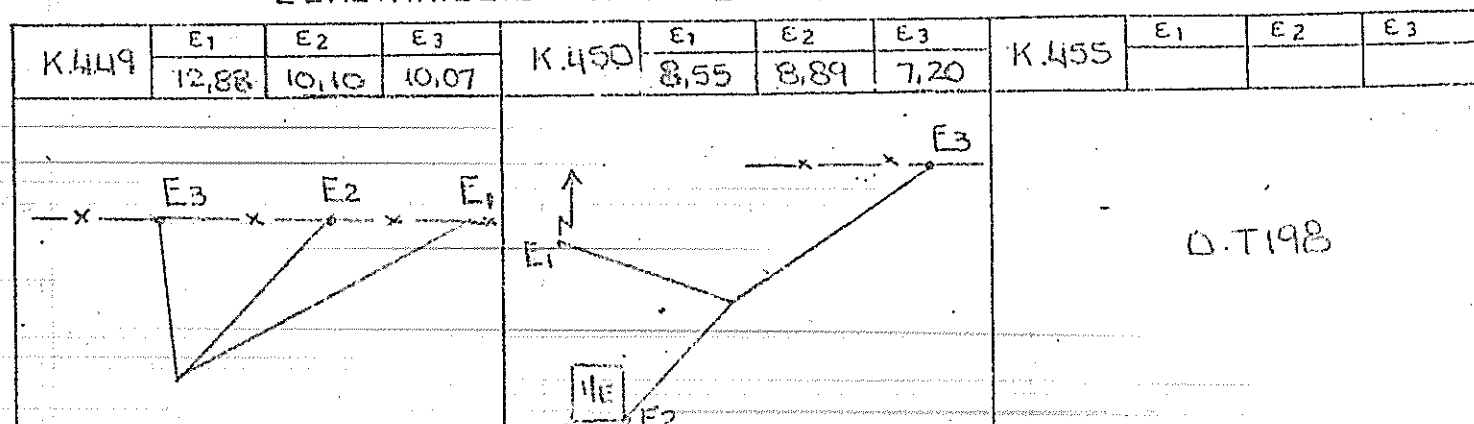 K.449 E1 E2 E3
12,88 10,10 10,07
K.450 E1 E2 E3
8,55 8,89 7,20
K.455 E1 E2 E3
E3 E2 E1
E3
E1
E2
Ο.Τ198